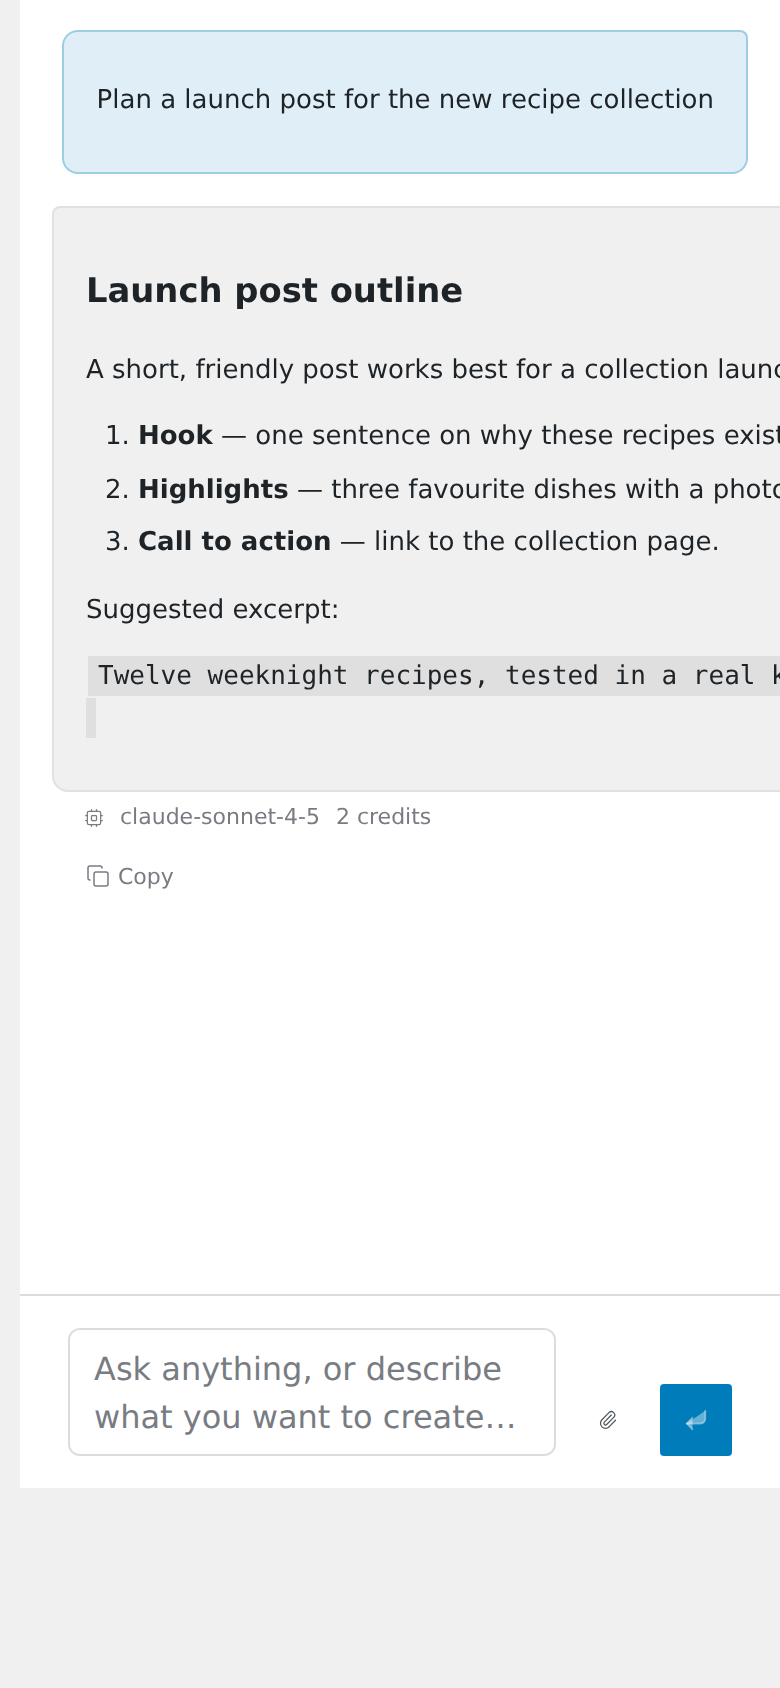 Plan a launch post for the new recipe collection
Launch post outline
A short, friendly post works best for a collection
1. Hook — one sentence on why these recipes exist
2. Highlights — three favourite dishes with a photo
3. Call to action — link to the collection page.
Suggested excerpt:
Twelve weeknight recipes, tested in a real
claude-sonnet-4-5 2 credits
Copy
Ask anything, or describe
what you want to create...